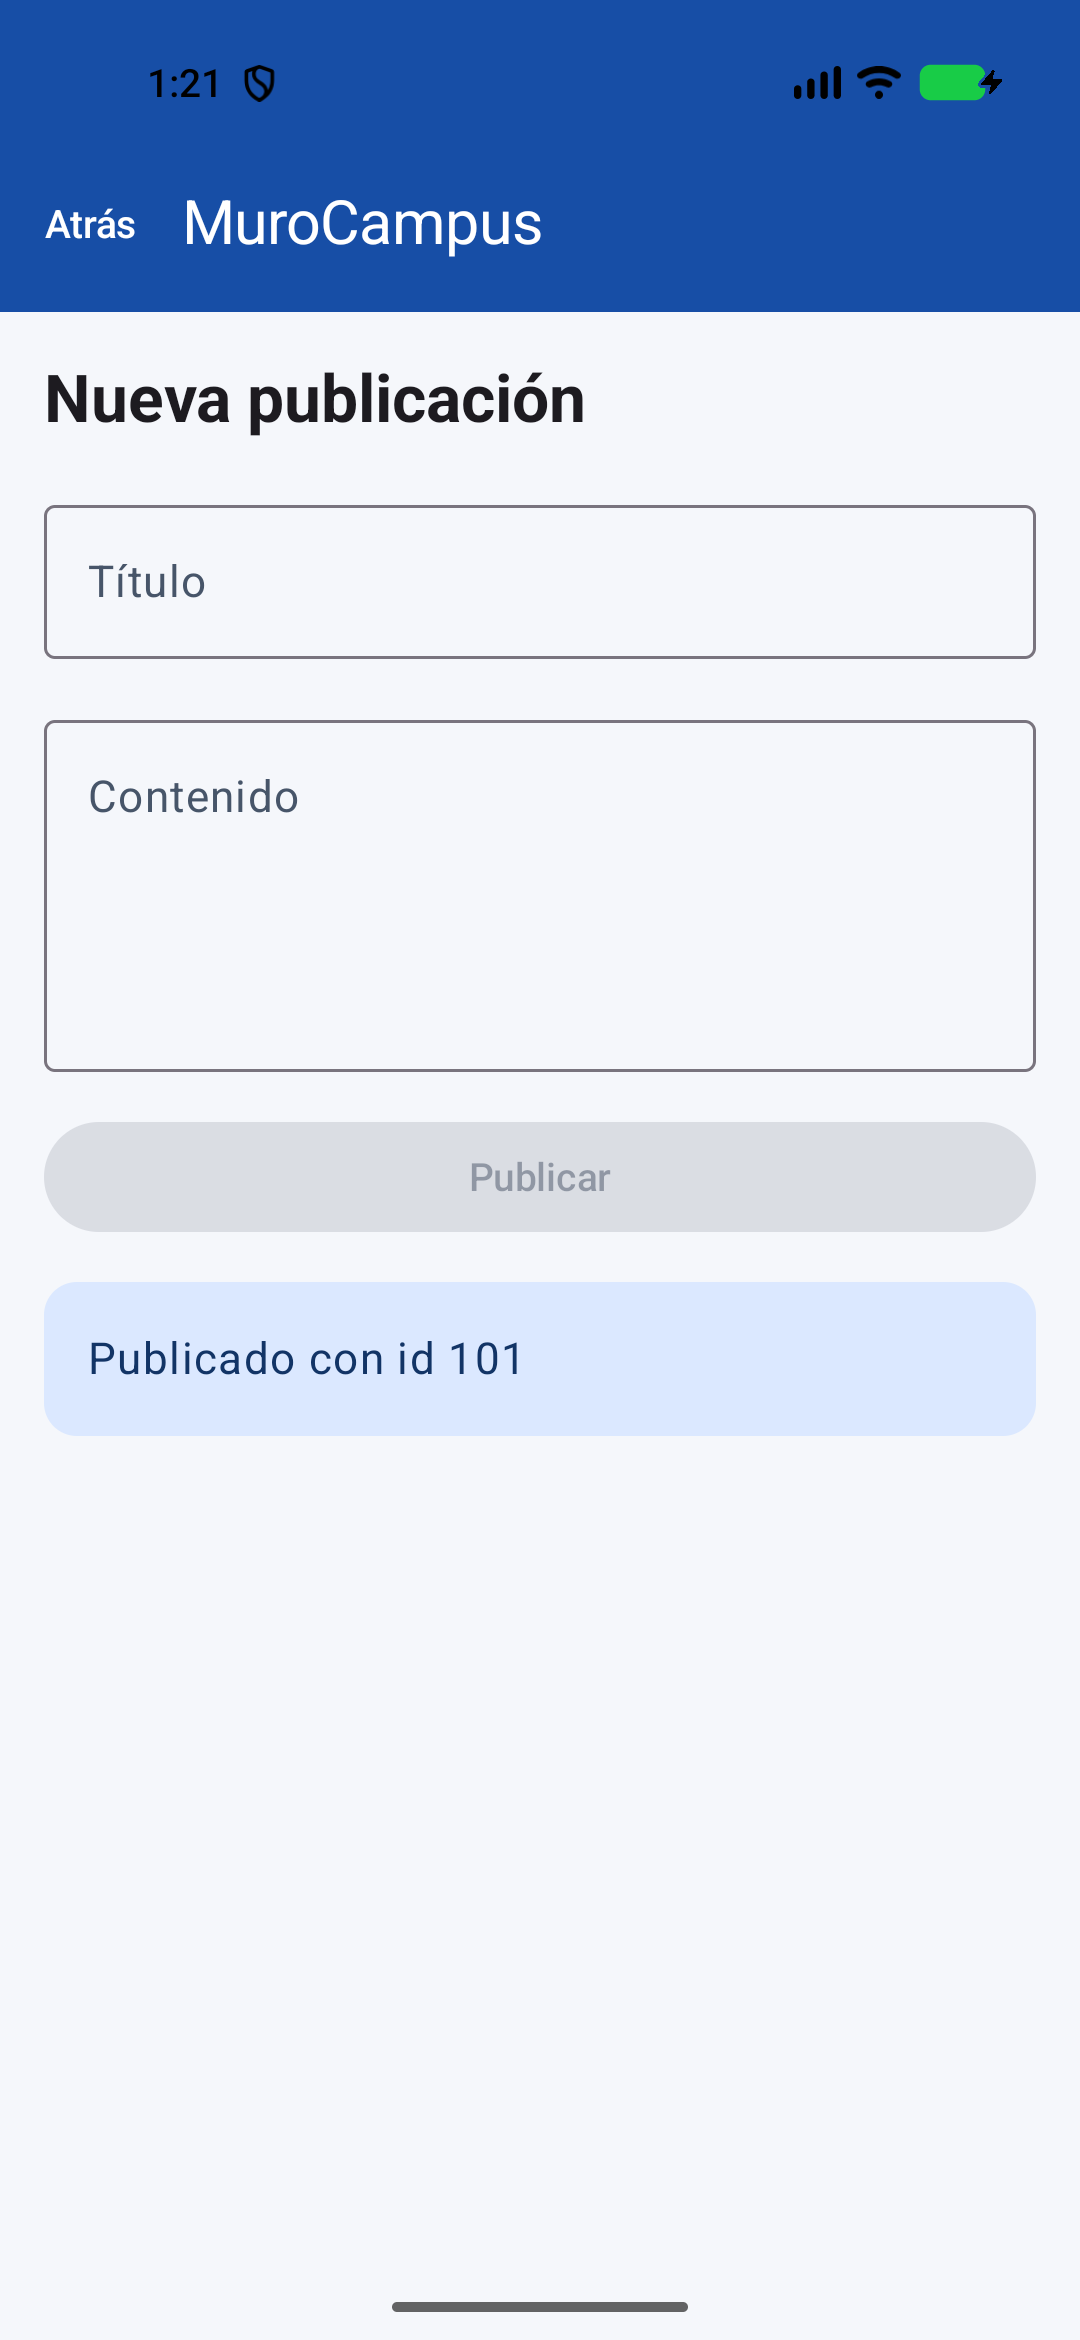 1:21
Atrás MuroCampus
Nueva publicación
Título
Contenido
Publicar
Publicado con id 101